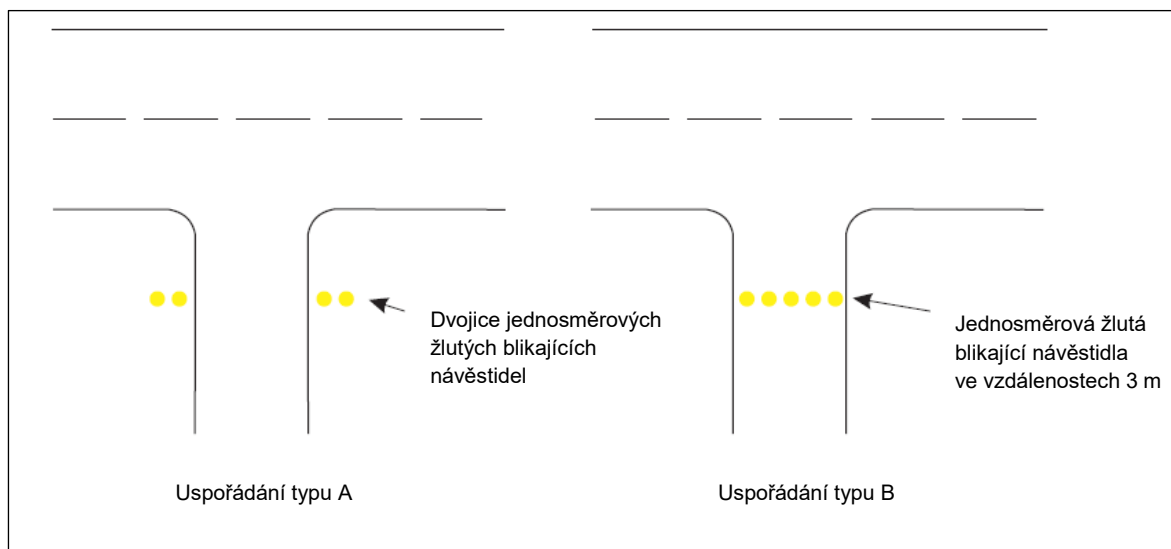 Dvojice jednosměrových
žlutých blikajících
návěstidel
Uspořádání typu A
Jednosměrová žlutá
blikající návěstidla
ve vzdálenostech 3 m
Uspořádání typu B